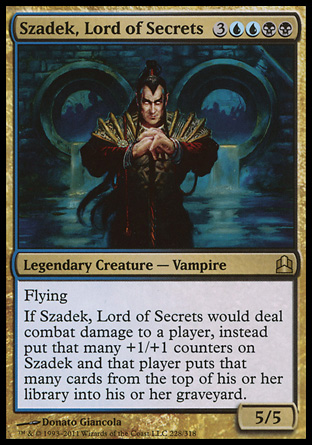 Szadek, Lord of Secrets 3
Legendary Creature — Vampire
Flying
If Szadek, Lord of Secrets would deal
combat damage to a player, instead
put that many +1/+1 counters on
Szadek and that player puts that
many cards from the top of his or her
library into his or her graveyard.
Donato Giancola
™ & © 1993-2011 Wizards of the Coast LLC 228/318
5/5